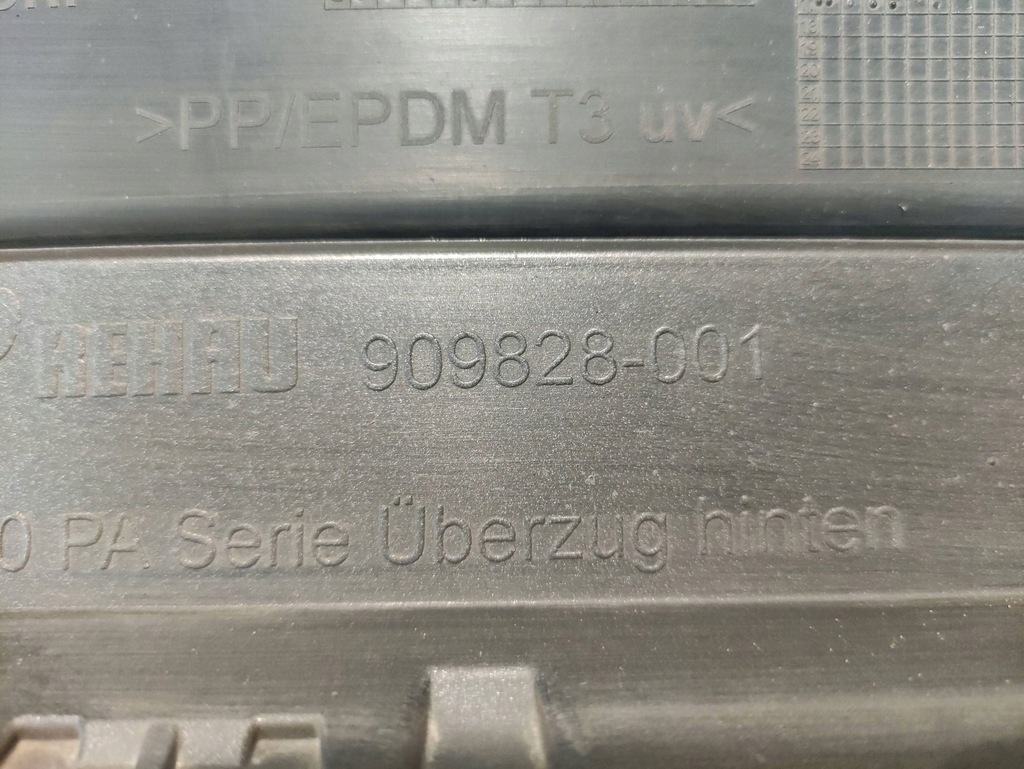 >PP/EPDM T3 uv<
REHAU 909828-001
0 PA Serie Überzug hinten